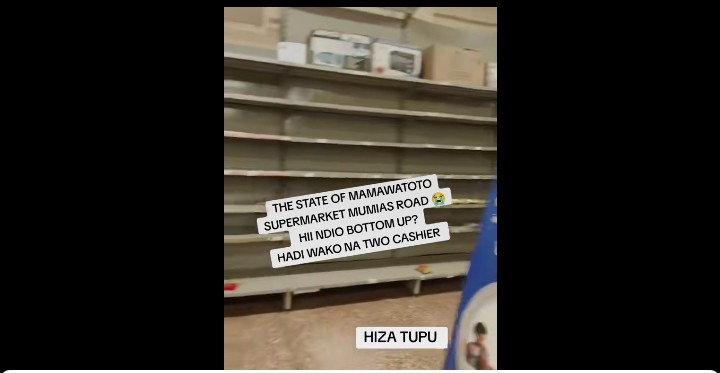 THE STATE OF MAMAWATOTO
SUPERMARKET MUMIAS ROAD 😭
HII NDIO BOTTOM UP?
HADI WAKO NA TWO CASHIER
HIZA TUPU